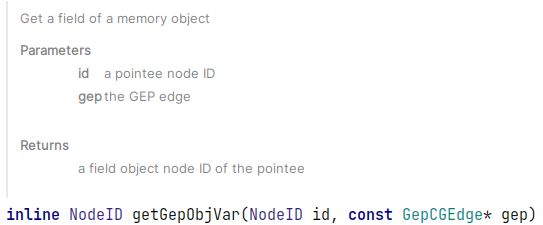 Get a field of a memory object
Parameters
id a pointee node ID
gep the GEP edge
Returns
a field object node ID of the pointee
inline NodeID getGepObjVar(NodeID id, const GepCGEdge* gep)